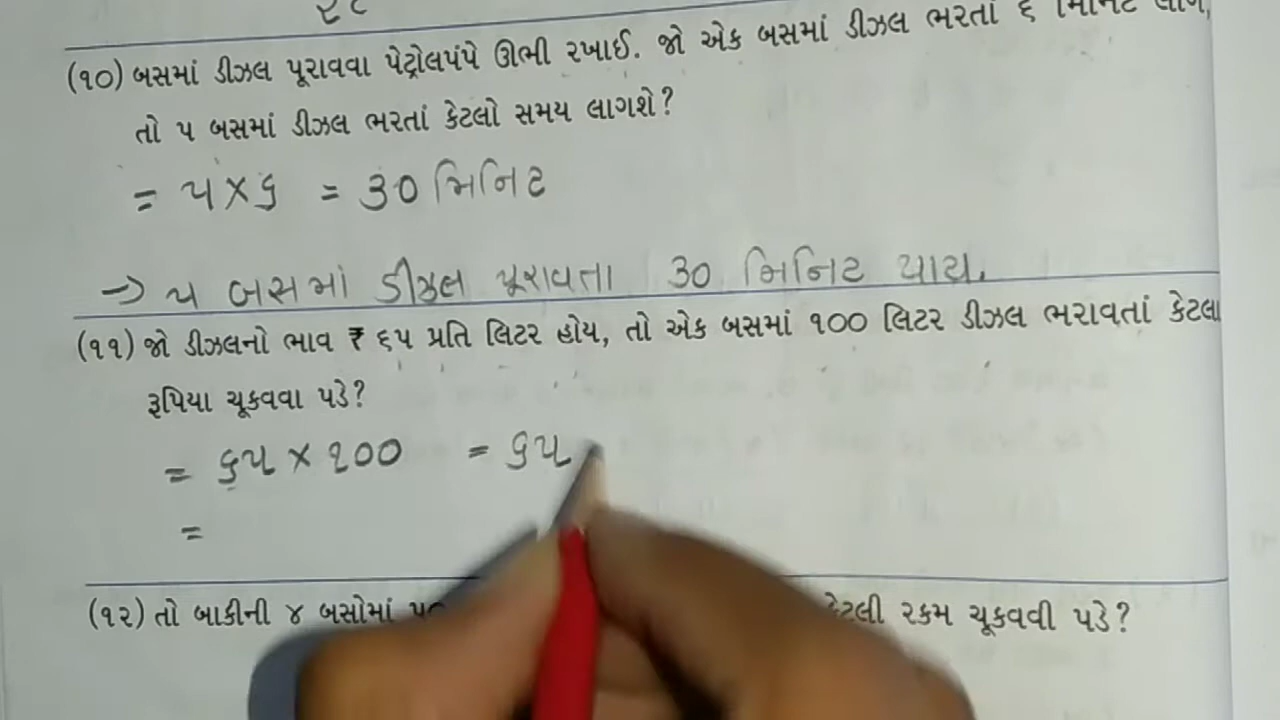 (૧૦) બસમાં ડીઝલ પૂરાવવા પેટ્રોલપંપે ઊભી રખાઈ. જો એક બસમાં ડીઝલ ભરતાં ૬ મિનિટ લાગે,
તો ૫ બસમાં ડીઝલ ભરતાં કેટલો સમય લાગશે?
= ૫ × ૬ = ૩૦ મિનિટ
→ ૫ બસમાં ડીઝલ પૂરાવતા ૩૦ મિનિટ થાય.
(૧૧) જો ડીઝલનો ભાવ ₹ ૬૫ પ્રતિ લિટર હોય, તો એક બસમાં ૧૦૦ લિટર ડીઝલ ભરાવતાં કેટલા
રૂપિયા ચૂકવવા પડે?
= ૬૫ × ૧૦૦ = ૬૫
=
(૧૨) તો બાકીની ૪ બસોમાં રકમ ચૂકવવી પડે?